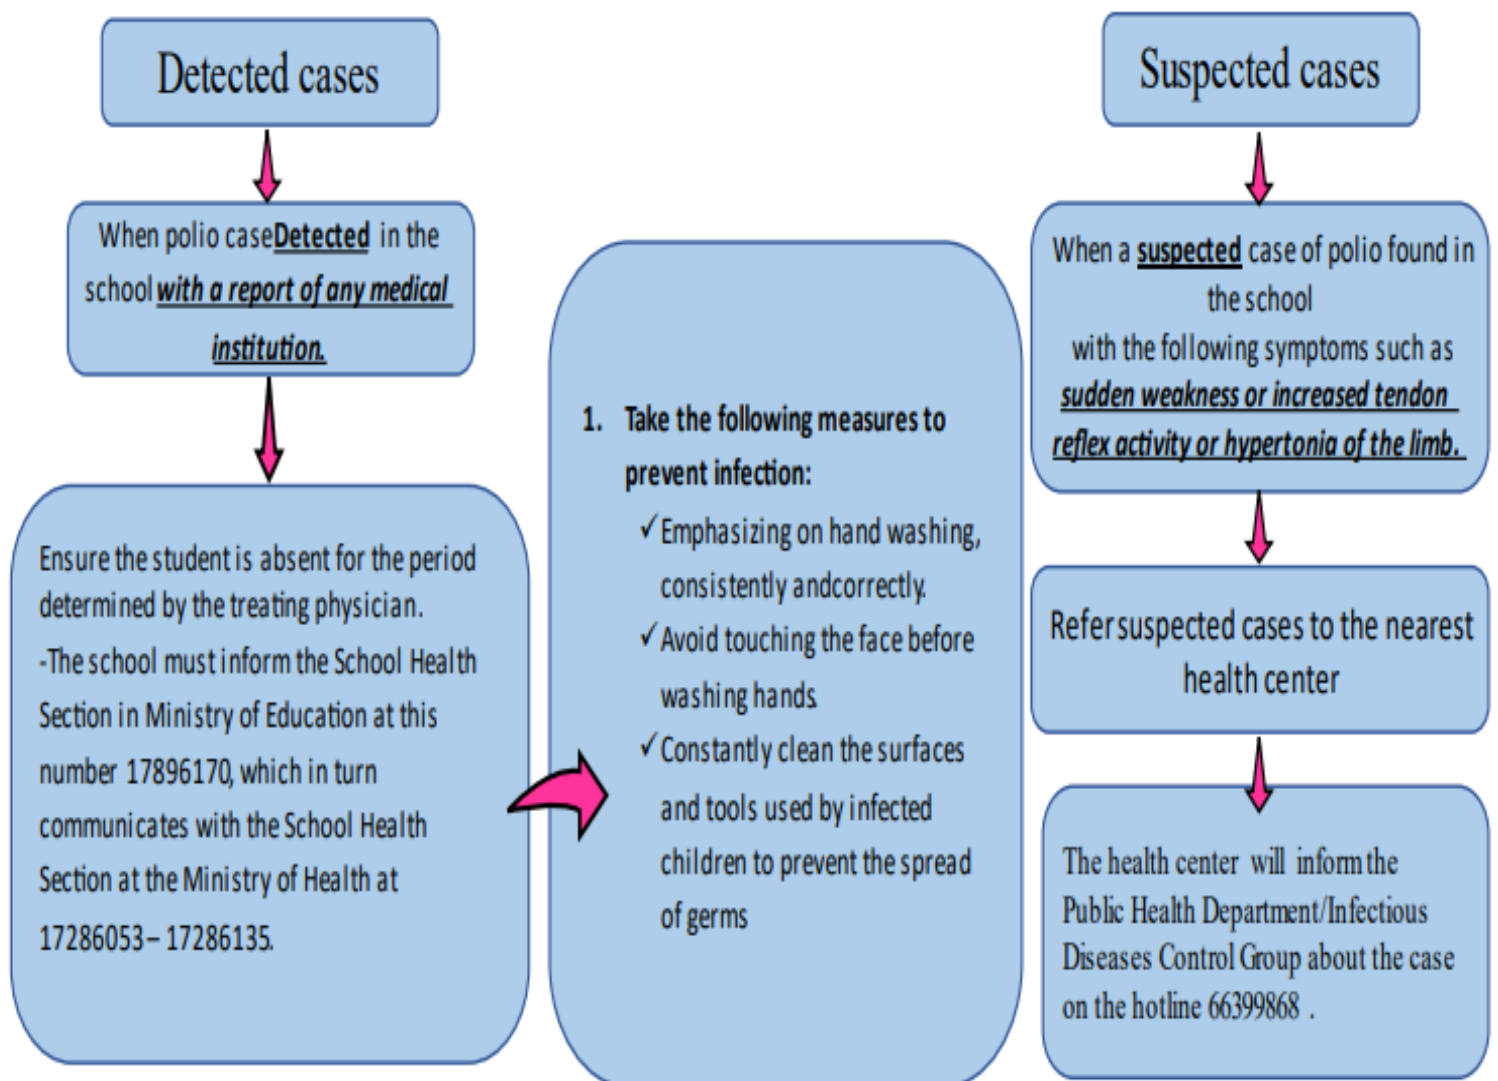 Detected cases
When polio caseDetected in the
school with a report of any medical
institution.
Ensure the student is absent for the period
determined by the treating physician.
-The school must inform the School Health
Section in Ministry of Education at this
number 17896170, which in turn
communicates with the School Health
Section at the Ministry of Health at
17286053 – 17286135.
1. Take the following measures to
prevent infection:
✓Emphasizing on hand washing,
consistently andcorrectly.
✓Avoid touching the face before
washing hands.
✓Constantly clean the surfaces
and tools used by infected
children to prevent the spread
of germs
Suspected cases
When a suspected case of polio found in
the school
with the following symptoms such as
sudden weakness or increased tendon
reflex activity or hypertonia of the limb.
Refer suspected cases to the nearest
health center
The health center will inform the
Public Health Department/Infectious
Diseases Control Group about the case
on the hotline 66399868 .